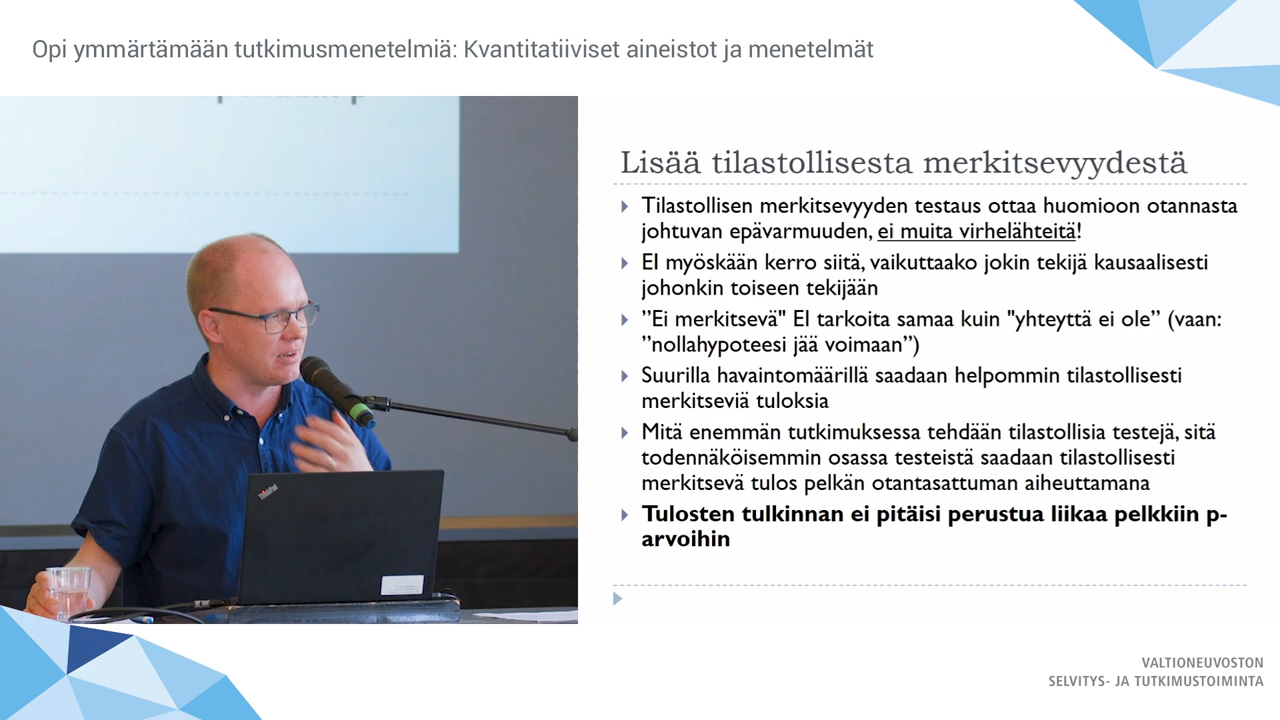 Opi ymmärtämään tutkimusmenetelmiä: Kvantitatiiviset aineistot ja menetelmät
Lisää tilastollisesta merkitsevyydestä
Tilastollisen merkitsevyyden testaus ottaa huomioon otannasta
johtuvan epävarmuuden, ei muita virhelähteitä!
EI myöskään kerro siitä, vaikuttaako jokin tekijä kausaalisesti
johonkin toiseen tekijään
”Ei merkitsevä" EI tarkoita samaa kuin "yhteyttä ei ole” (vaan:
”nollahypoteesi jää voimaan”)
Suurilla havaintomäärillä saadaan helpommin tilastollisesti
merkitseviä tuloksia
Mitä enemmän tutkimuksessa tehdään tilastollisia testejä, sitä
todennäköisemmin osassa testeistä saadaan tilastollisesti
merkitsevä tulos pelkän otantasattuman aiheuttamana
Tulosten tulkinnan ei pitäisi perustua liikaa pelkkiin p-
arvoihin
ThinkPad
VALTIONEUVOSTON
SELVITYS- JA TUTKIMUSTOIMINTA